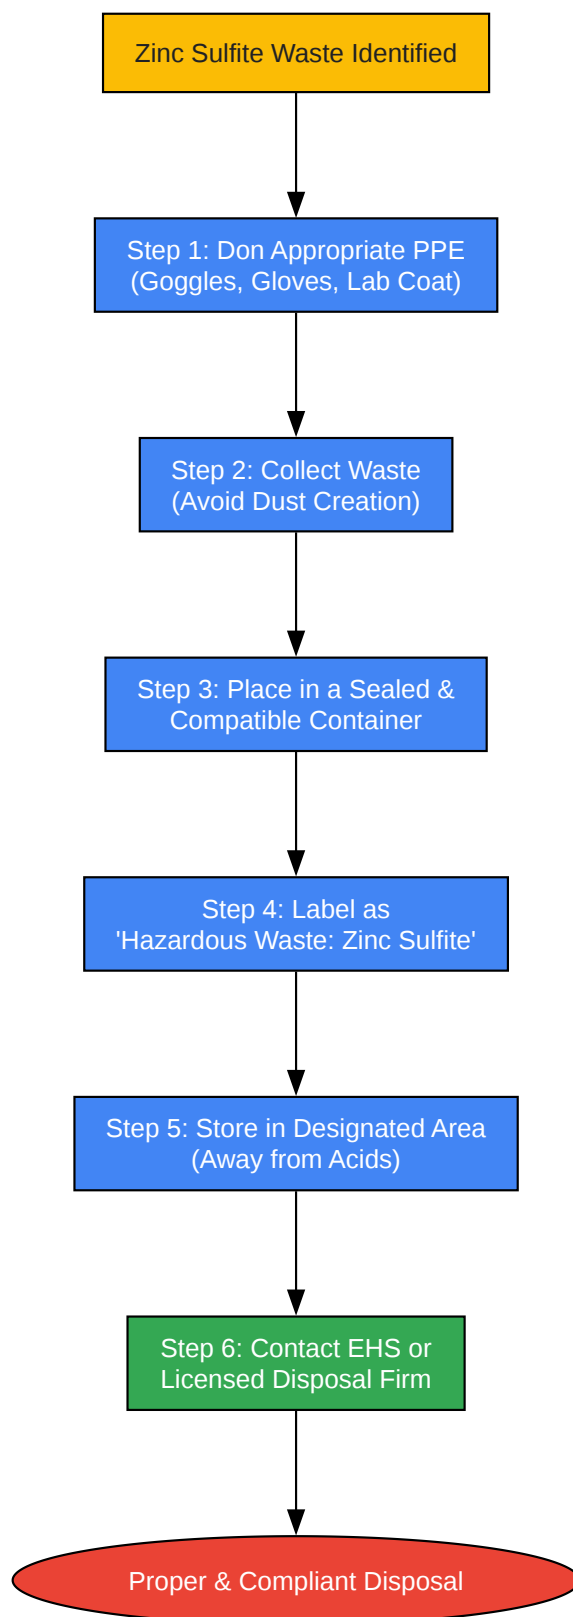 Zinc Sulfite Waste Identified
Step 1: Don Appropriate PPE
(Goggles, Gloves, Lab Coat)
Step 2: Collect Waste
(Avoid Dust Creation)
Step 3: Place in a Sealed &
Compatible Container
Step 4: Label as
'Hazardous Waste: Zinc Sulfite'
Step 5: Store in Designated Area
(Away from Acids)
Step 6: Contact EHS or
Licensed Disposal Firm
Proper & Compliant Disposal